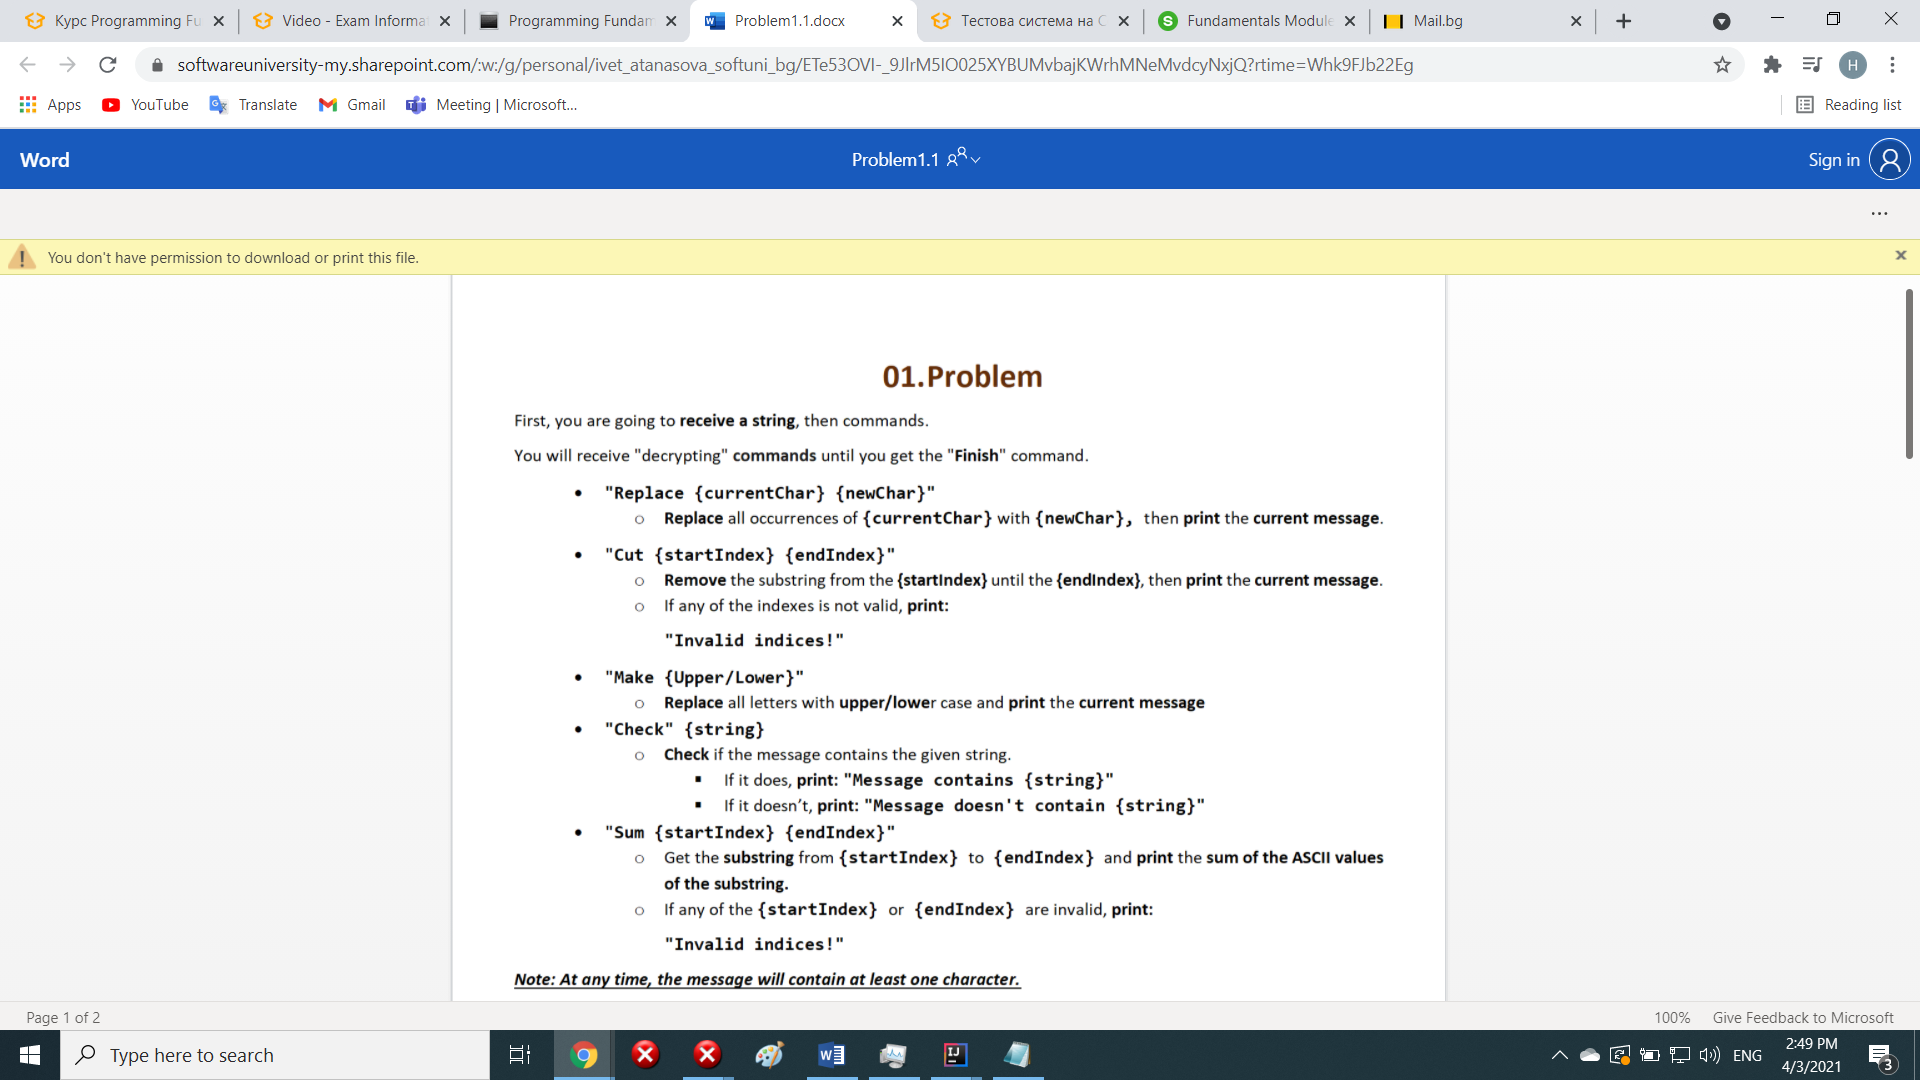 Курс Programming Fu
Video - Exam Informat
Programming Fundam
Problem1.1.docx
Тестова система на С
Fundamentals Module
Mail.bg
softwareuniversity-my.sharepoint.com/:w:/g/personal/ivet_atanasova_softuni_bg/ETe53OVI-_9JlrM5IO025XYBUMvbajKWrhMNeMvdcyNxjQ?rtime=Whk9FJb22Eg
H
Apps
YouTube
Translate
Gmail
Meeting | Microsoft...
Reading list
Word
Problem1.1
Sign in
You don't have permission to download or print this file.
01.Problem
First, you are going to receive a string, then commands.
You will receive "decrypting" commands until you get the "Finish" command.
• "Replace {currentChar} {newChar}"
o Replace all occurrences of {currentChar} with {newChar}, then print the current message.
• "Cut {startIndex} {endIndex}"
o Remove the substring from the {startIndex} until the {endIndex}, then print the current message.
o If any of the indexes is not valid, print:
"Invalid indices!"
• "Make {Upper/Lower}"
o Replace all letters with upper/lower case and print the current message
• "Check" {string}
o Check if the message contains the given string.
▪ If it does, print: "Message contains {string}"
▪ If it doesn’t, print: "Message doesn't contain {string}"
• "Sum {startIndex} {endIndex}"
o Get the substring from {startIndex} to {endIndex} and print the sum of the ASCII values
of the substring.
o If any of the {startIndex} or {endIndex} are invalid, print:
"Invalid indices!"
Note: At any time, the message will contain at least one character.
Page 1 of 2
100%
Give Feedback to Microsoft
Type here to search
ENG
2:49 PM
4/3/2021
3